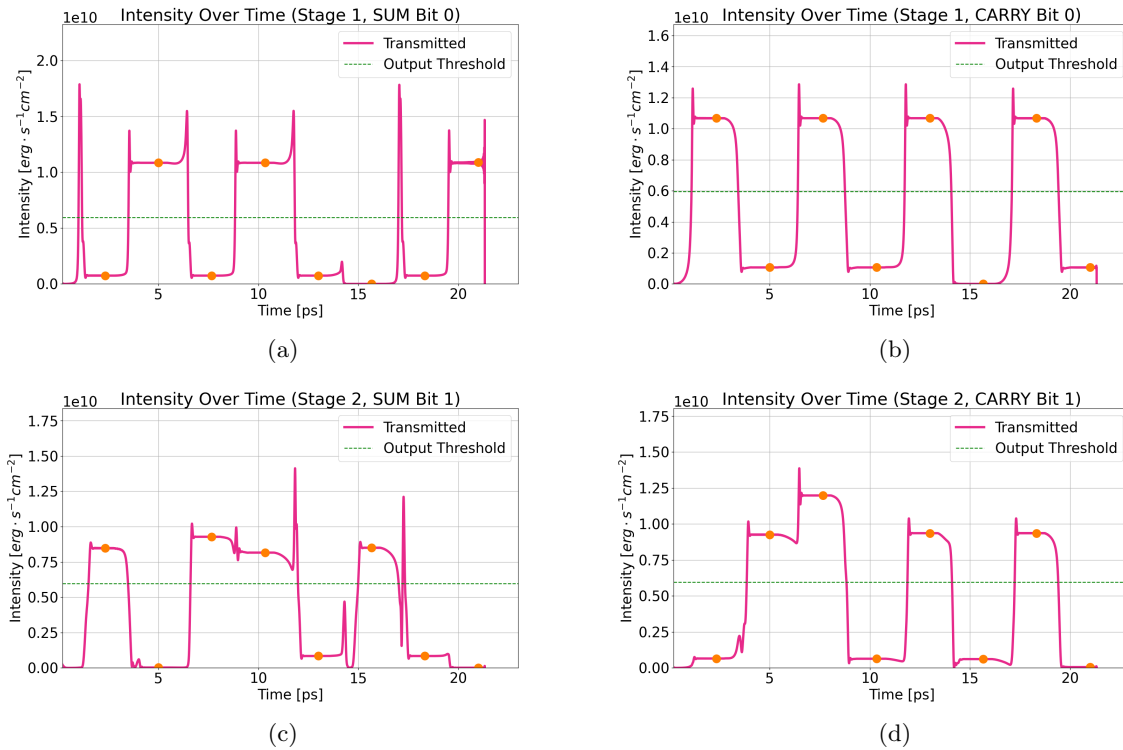 Intensity Over Time (Stage 1, SUM Bit 0)
1e10
Transmitted
Output Threshold
Intensity [erg · s⁻¹cm⁻²]
2.0
1.5
1.0
0.5
0.0
5
10
15
20
Time [ps]
(a)
Intensity Over Time (Stage 1, CARRY Bit 0)
1e10
Transmitted
Output Threshold
Intensity [erg · s⁻¹cm⁻²]
1.6
1.4
1.2
1.0
0.8
0.6
0.4
0.2
0.0
5
10
15
20
Time [ps]
(b)
Intensity Over Time (Stage 2, SUM Bit 1)
1e10
Transmitted
Output Threshold
Intensity [erg · s⁻¹cm⁻²]
1.75
1.50
1.25
1.00
0.75
0.50
0.25
0.00
5
10
15
20
Time [ps]
(c)
Intensity Over Time (Stage 2, CARRY Bit 1)
1e10
Transmitted
Output Threshold
Intensity [erg · s⁻¹cm⁻²]
1.75
1.50
1.25
1.00
0.75
0.50
0.25
0.00
5
10
15
20
Time [ps]
(d)